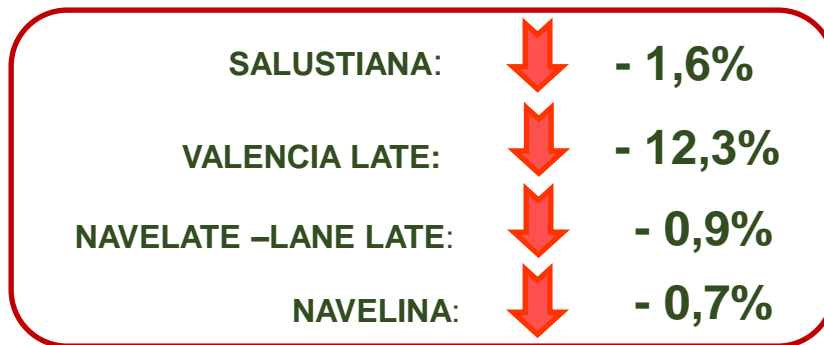 SALUSTIANA: - 1,6%
VALENCIA LATE: - 12,3%
NAVELATE –LANE LATE: - 0,9%
NAVELINA: - 0,7%